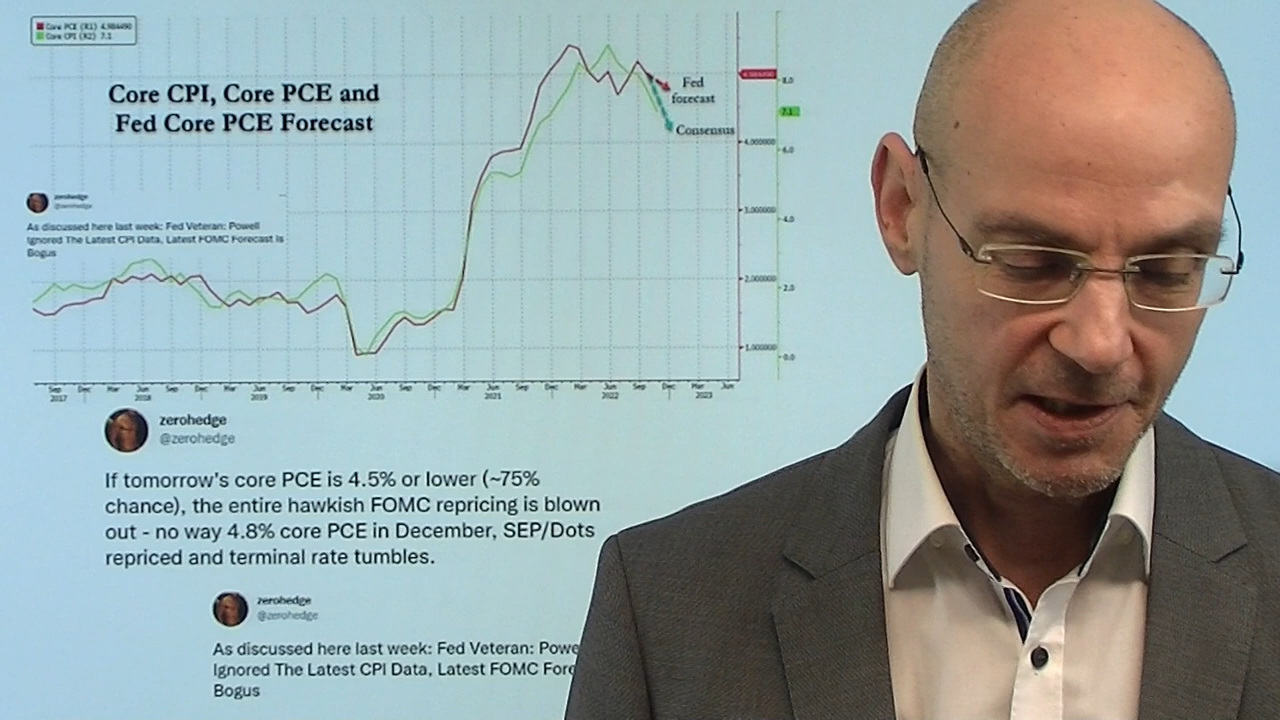 Core PCE (R1) 4.984490
Core CPI (R2) 7.1
Core CPI, Core PCE and
Fed Core PCE Forecast
Fed
forecast
Consensus
8.0
7.1
6.0
4.0
2.0
0.0
4.000000
3.000000
2.000000
1.000000
zerohedge
@zerohedge
As discussed here last week: Fed Veteran: Powell
Ignored The Latest CPI Data, Latest FOMC Forecast is
Bogus
Sep Dec Mar Jun Sep Dec Mar Jun Sep Dec Mar Jun Sep Dec Mar Jun Sep Dec Mar Jun Sep Dec Mar Jun
2017 2018 2019 2020 2021 2022 2023
zerohedge
@zerohedge
If tomorrow's core PCE is 4.5% or lower (~75%
chance), the entire hawkish FOMC repricing is blown
out - no way 4.8% core PCE in December, SEP/Dots
repriced and terminal rate tumbles.
zerohedge
@zerohedge
As discussed here last week: Fed Veteran: Powe
Ignored The Latest CPI Data, Latest FOMC Fore
Bogus